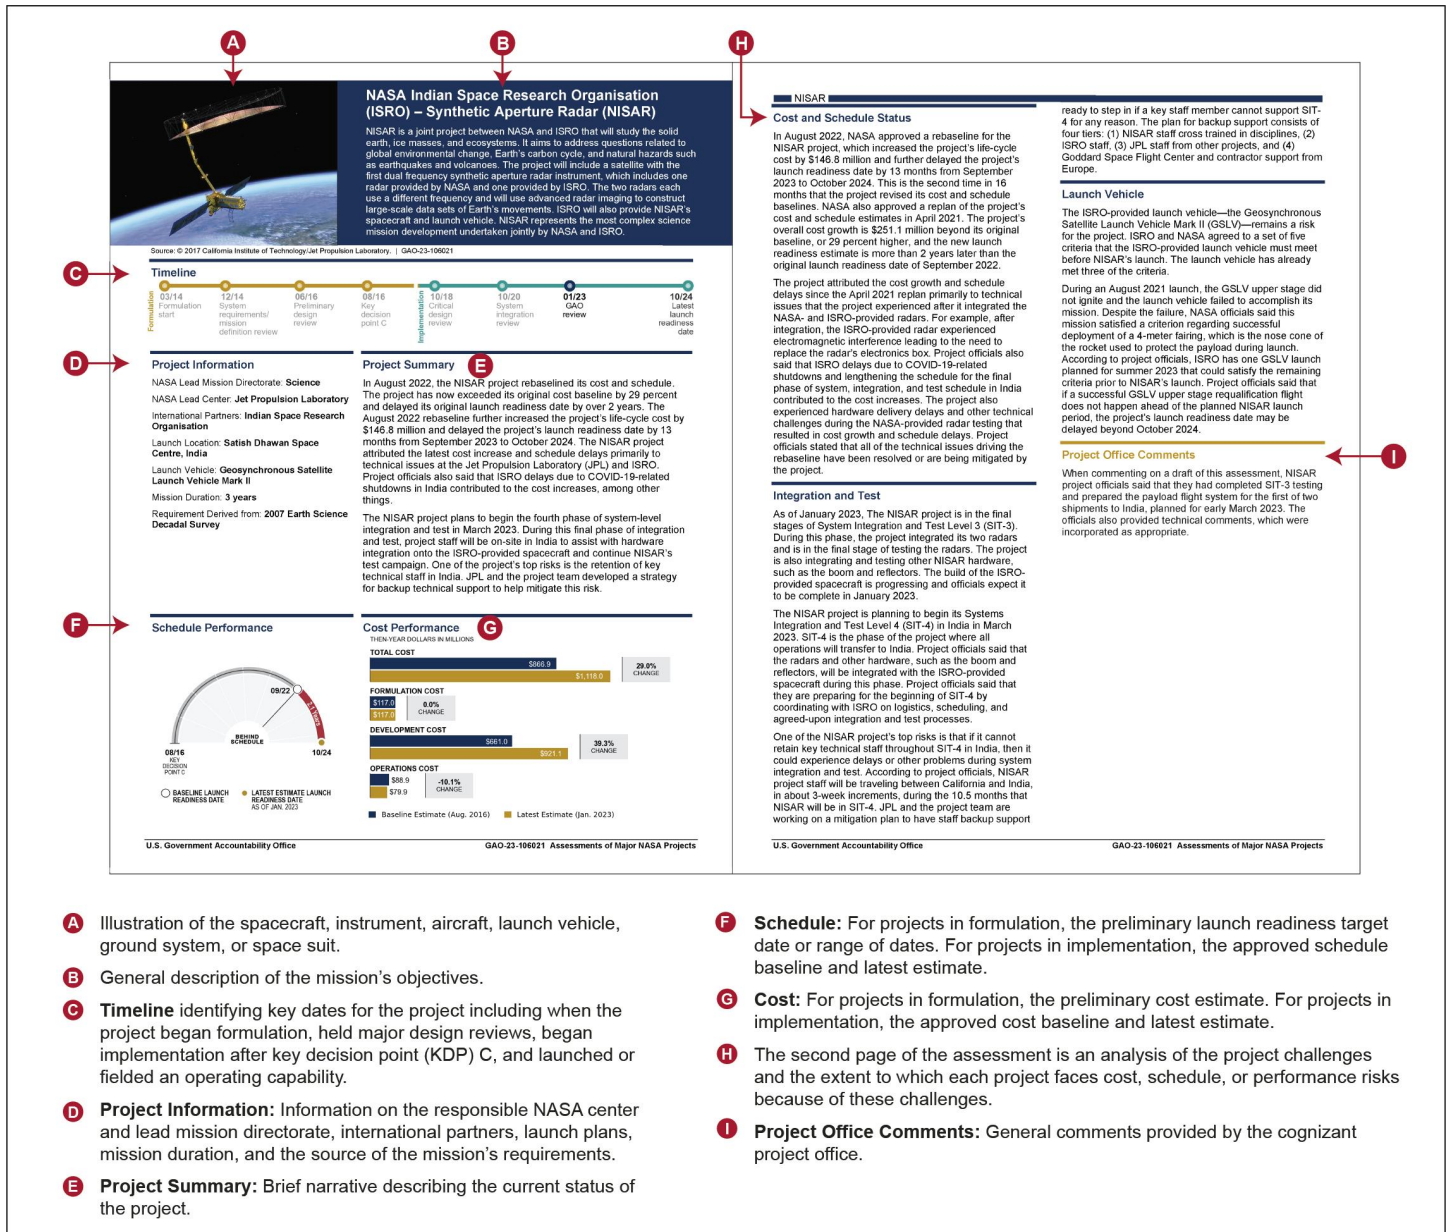 A
B
H
NASA Indian Space Research Organisation
(ISRO) – Synthetic Aperture Radar (NISAR)
NISAR is a joint project between NASA and ISRO that will study the solid
earth, ice masses, and ecosystems. It aims to address questions related to
global environmental change, Earth's carbon cycle, and natural hazards such
as earthquakes and volcanoes. The project will include a satellite with the
first dual frequency synthetic aperture radar instrument, which includes one
radar provided by NASA and one provided by ISRO. The two radars each
use a different frequency and will use advanced radar imaging to construct
large-scale data sets of Earth's movements. ISRO will also provide NISAR's
spacecraft and launch vehicle. NISAR represents the most complex science
mission development undertaken jointly by NASA and ISRO.
Source: © 2017 California Institute of Technology/Jet Propulsion Laboratory. | GAO-23-106021
C
Timeline
Formulation
03/14
Formulation
start
12/14
System
requirements/
mission
definition review
06/16
Preliminary
design
review
08/16
Key
decision
point C
Implementation
10/18
Critical
design
review
10/20
System
integration
review
01/23
GAO
review
10/24
Latest
launch
readiness
date
D
Project Information
NASA Lead Mission Directorate: Science
NASA Lead Center: Jet Propulsion Laboratory
International Partners: Indian Space Research
Organisation
Launch Location: Satish Dhawan Space
Centre, India
Launch Vehicle: Geosynchronous Satellite
Launch Vehicle Mark II
Mission Duration: 3 years
Requirement Derived from: 2007 Earth Science
Decadal Survey
Project Summary
E
In August 2022, the NISAR project rebaselined its cost and schedule.
The project has now exceeded its original cost baseline by 29 percent
and delayed its original launch readiness date by over 2 years. The
August 2022 rebaseline further increased the project's life-cycle cost by
$146.8 million and delayed the project's launch readiness date by 13
months from September 2023 to October 2024. The NISAR project
attributed the latest cost increase and schedule delays primarily to
technical issues at the Jet Propulsion Laboratory (JPL) and ISRO.
Project officials also said that ISRO delays due to COVID-19-related
shutdowns in India contributed to the cost increases, among other
things.
The NISAR project plans to begin the fourth phase of system-level
integration and test in March 2023. During this final phase of integration
and test, project staff will be on-site in India to assist with hardware
integration onto the ISRO-provided spacecraft and continue NISAR's
test campaign. One of the project's top risks is the retention of key
technical staff in India. JPL and the project team developed a strategy
for backup technical support to help mitigate this risk.
F
Schedule Performance
09/22
2.1 Years
BEHIND
SCHEDULE
08/16
KEY
DECISION
POINT C
10/24
BASELINE LAUNCH
READINESS DATE
LATEST ESTIMATE LAUNCH
READINESS DATE
AS OF JAN. 2023
Cost Performance
G
THEN-YEAR DOLLARS IN MILLIONS
TOTAL COST
$866.9
$1,118.0
29.0%
CHANGE
FORMULATION COST
$117.0
$117.0
0.0%
CHANGE
DEVELOPMENT COST
$661.0
$921.1
39.3%
CHANGE
OPERATIONS COST
$88.9
$79.9
-10.1%
CHANGE
Baseline Estimate (Aug. 2016)
Latest Estimate (Jan. 2023)
U.S. Government Accountability Office
GAO-23-106021 Assessments of Major NASA Projects
NISAR
Cost and Schedule Status
In August 2022, NASA approved a rebaseline for the
NISAR project, which increased the project's life-cycle
cost by $146.8 million and further delayed the project's
launch readiness date by 13 months from September
2023 to October 2024. This is the second time in 16
months that the project revised its cost and schedule
baselines. NASA also approved a replan of the project's
cost and schedule estimates in April 2021. The project's
overall cost growth is $251.1 million beyond its original
baseline, or 29 percent higher, and the new launch
readiness estimate is more than 2 years later than the
original launch readiness date of September 2022.
The project attributed the cost growth and schedule
delays since the April 2021 replan primarily to technical
issues that the project experienced after it integrated the
NASA- and ISRO-provided radars. For example, after
integration, the ISRO-provided radar experienced
electromagnetic interference leading to the need to
replace the radar's electronics box. Project officials also
said that ISRO delays due to COVID-19-related
shutdowns and lengthening the schedule for the final
phase of system, integration, and test schedule in India
contributed to the cost increases. The project also
experienced hardware delivery delays and other technical
challenges during the NASA-provided radar testing that
resulted in cost growth and schedule delays. Project
officials stated that all of the technical issues driving the
rebaseline have been resolved or are being mitigated by
the project.
Integration and Test
As of January 2023, The NISAR project is in the final
stages of System Integration and Test Level 3 (SIT-3).
During this phase, the project integrated its two radars
and is in the final stage of testing the radars. The project
is also integrating and testing other NISAR hardware,
such as the boom and reflectors. The build of the ISRO-
provided spacecraft is progressing and officials expect it
to be complete in January 2023.
The NISAR project is planning to begin its Systems
Integration and Test Level 4 (SIT-4) in India in March
2023. SIT-4 is the phase of the project where all
operations will transfer to India. Project officials said that
the radars and other hardware, such as the boom and
reflectors, will be integrated with the ISRO-provided
spacecraft during this phase. Project officials said that
they are preparing for the beginning of SIT-4 by
coordinating with ISRO on logistics, scheduling, and
agreed-upon integration and test processes.
One of the NISAR project's top risks is that if it cannot
retain key technical staff throughout SIT-4 in India, then it
could experience delays or other problems during system
integration and test. According to project officials, NISAR
project staff will be traveling between California and India,
in about 3-week increments, during the 10.5 months that
NISAR will be in SIT-4. JPL and the project team are
working on a mitigation plan to have staff backup support
ready to step in if a key staff member cannot support SIT-
4 for any reason. The plan for backup support consists of
four tiers: (1) NISAR staff cross trained in disciplines, (2)
ISRO staff, (3) JPL staff from other projects, and (4)
Goddard Space Flight Center and contractor support from
Europe.
Launch Vehicle
The ISRO-provided launch vehicle—the Geosynchronous
Satellite Launch Vehicle Mark II (GSLV)—remains a risk
for the project. ISRO and NASA agreed to a set of five
criteria that the ISRO-provided launch vehicle must meet
before NISAR's launch. The launch vehicle has already
met three of the criteria.
During an August 2021 launch, the GSLV upper stage did
not ignite and the launch vehicle failed to accomplish its
mission. Despite the failure, NASA officials said this
mission satisfied a criterion regarding successful
deployment of a 4-meter fairing, which is the nose cone of
the rocket used to protect the payload during launch.
According to project officials, ISRO has one GSLV launch
planned for summer 2023 that could satisfy the remaining
criteria prior to NISAR's launch. Project officials said that
if a successful GSLV upper stage requalification flight
does not happen ahead of the planned NISAR launch
period, the project's launch readiness date may be
delayed beyond October 2024.
Project Office Comments
I
When commenting on a draft of this assessment, NISAR
project officials said that they had completed SIT-3 testing
and prepared the payload flight system for the first of two
shipments to India, planned for early March 2023. The
officials also provided technical comments, which were
incorporated as appropriate.
U.S. Government Accountability Office
GAO-23-106021 Assessments of Major NASA Projects
A Illustration of the spacecraft, instrument, aircraft, launch vehicle,
ground system, or space suit.
B General description of the mission's objectives.
C Timeline identifying key dates for the project including when the
project began formulation, held major design reviews, began
implementation after key decision point (KDP) C, and launched or
fielded an operating capability.
D Project Information: Information on the responsible NASA center
and lead mission directorate, international partners, launch plans,
mission duration, and the source of the mission's requirements.
E Project Summary: Brief narrative describing the current status of
the project.
F Schedule: For projects in formulation, the preliminary launch readiness target
date or range of dates. For projects in implementation, the approved schedule
baseline and latest estimate.
G Cost: For projects in formulation, the preliminary cost estimate. For projects in
implementation, the approved cost baseline and latest estimate.
H The second page of the assessment is an analysis of the project challenges
and the extent to which each project faces cost, schedule, or performance risks
because of these challenges.
I Project Office Comments: General comments provided by the cognizant
project office.